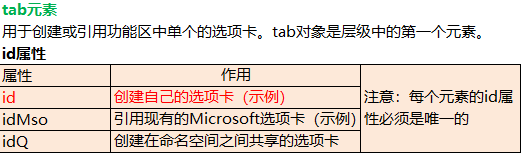 tab元素
用于创建或引用功能区中单个的选项卡。tab对象是层级中的第一个元素。
id属性
属性 作用
id 创建自己的选项卡（示例）
idMso 引用现有的Microsoft选项卡（示例）
idQ 创建在命名空间之间共享的选项卡
注意：每个元素的id属
性必须是唯一的